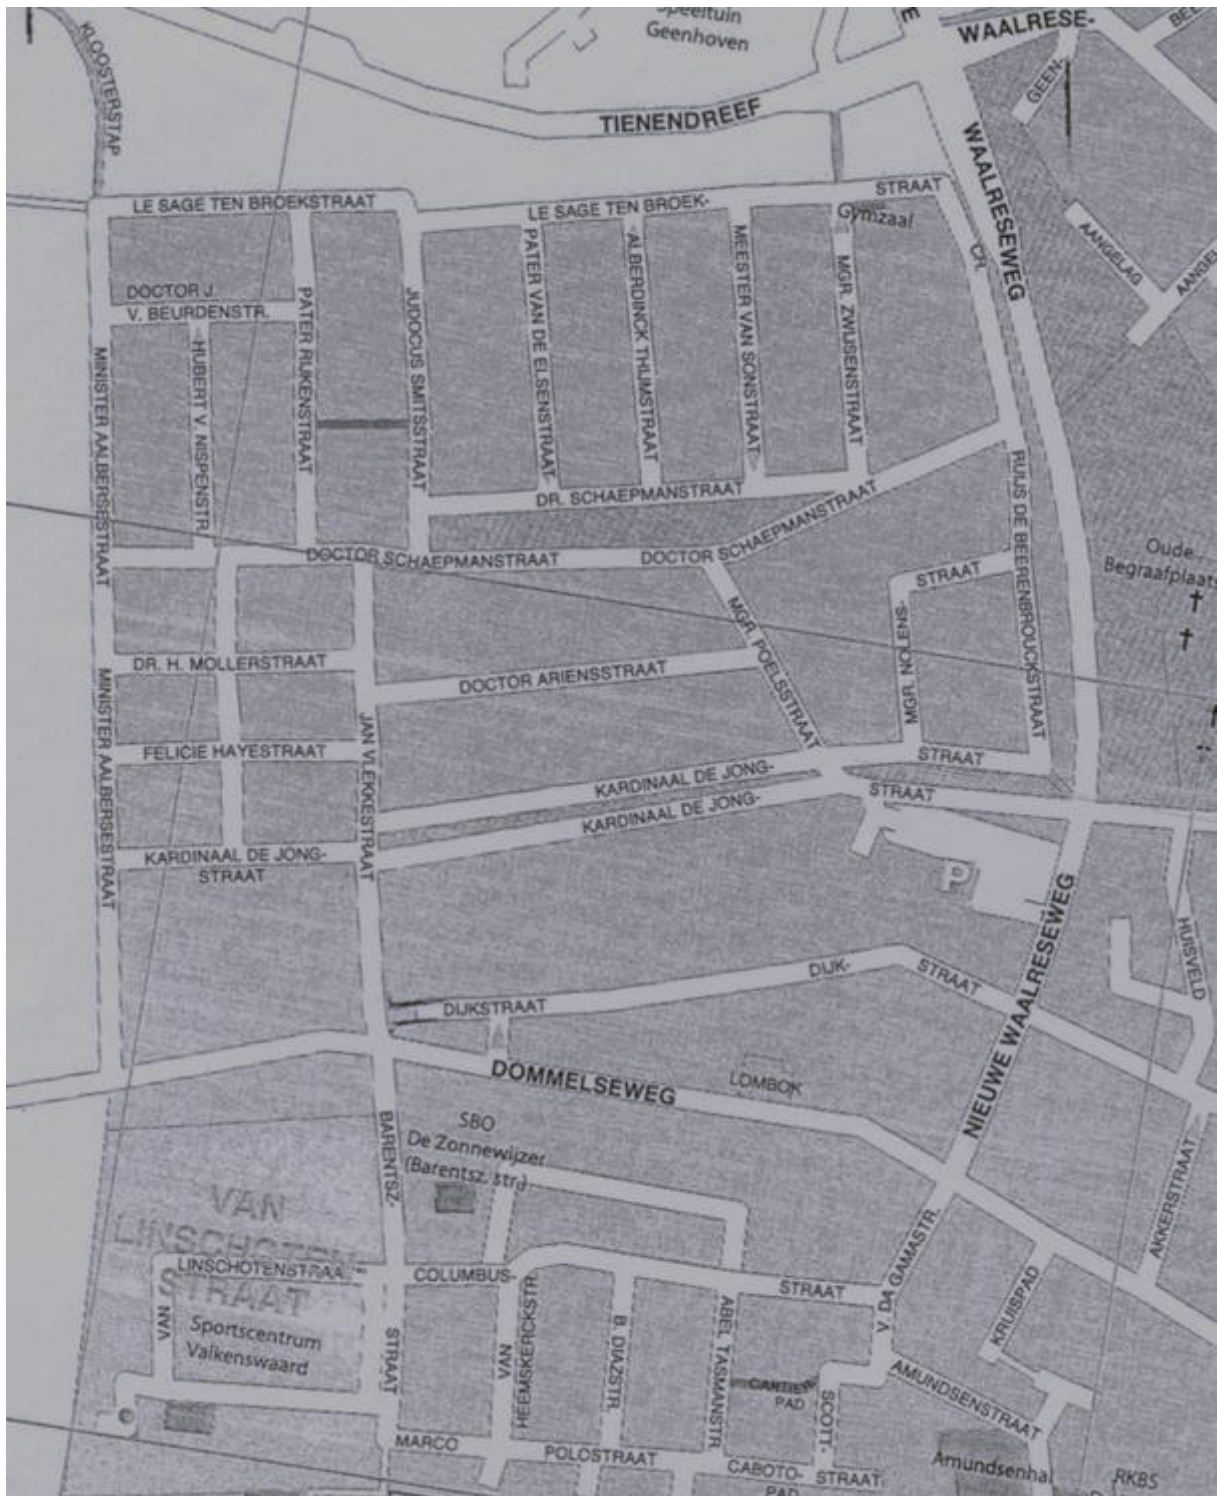 Speeltuin
Geenhoven
WAALRESE-
KLOOSTERSTAP
GEEN-
TIENENDREEF
WAALRESEWEG
LE SAGE TEN BROEKSTRAAT
LE SAGE TEN BROEK-
STRAAT
Gymzaal
CH.
AANGELAG
DOCTOR J.
V. BEURDENSTR.
PATER RIJKENSTRAAT
JUDOCUS SMITSSTRAAT
PATER VAN DE ELSENSTRAAT
ALBERDINCK THIJMSTRAAT
MEESTER VAN SONSTRAAT
MGR. ZWIJSENSTRAAT
MINISTER AALBERSESTRAAT
HUBERT V. NISPENSTR.
DR. SCHAEPMANSTRAAT
DOCTOR SCHAEPMANSTRAAT
DOCTOR SCHAEPMANSTRAAT
RUIJS DE BEERENBROUCKSTRAAT
Oude
Begraafplaats
STRAAT
MGR. NOLENS-
MGR. POELSSTRAAT
DR. H. MOLLERSTRAAT
DOCTOR ARIENSSTRAAT
MINISTER AALBERSESTRAAT
JAN VLEKKESTRAAT
FELICIE HAYESTRAAT
KARDINAAL DE JONG-
STRAAT
KARDINAAL DE JONG-
STRAAT
KARDINAAL DE JONG-
STRAAT
P
NIEUWE WAALRESEWEG
HUISVELD
DIJKSTRAAT
DIJK-
STRAAT
DOMMELSEWEG
LOMBOK
BARENTSZ-
STRAAT
SBO
De Zonnewijzer
(Barentsz. str.)
AKKERSTRAAT
VAN
LINSCHOTEN
STRAAT
LINSCHOTENSTRAA
VAN
COLUMBUS-
STRAAT
V. DA GAMASTR.
KRUISPAD
Sportscentrum
Valkenswaard
VAN
HEEMSKERCKSTR.
B. DIAZSTR.
ABEL TASMANSTR.
CARTIER
PAD
SCOTT-
STRAAT
AMUNDSENSTRAAT
MARCO
POLOSTRAAT
CABOTO-
PAD
Amundsenhal
RKBS